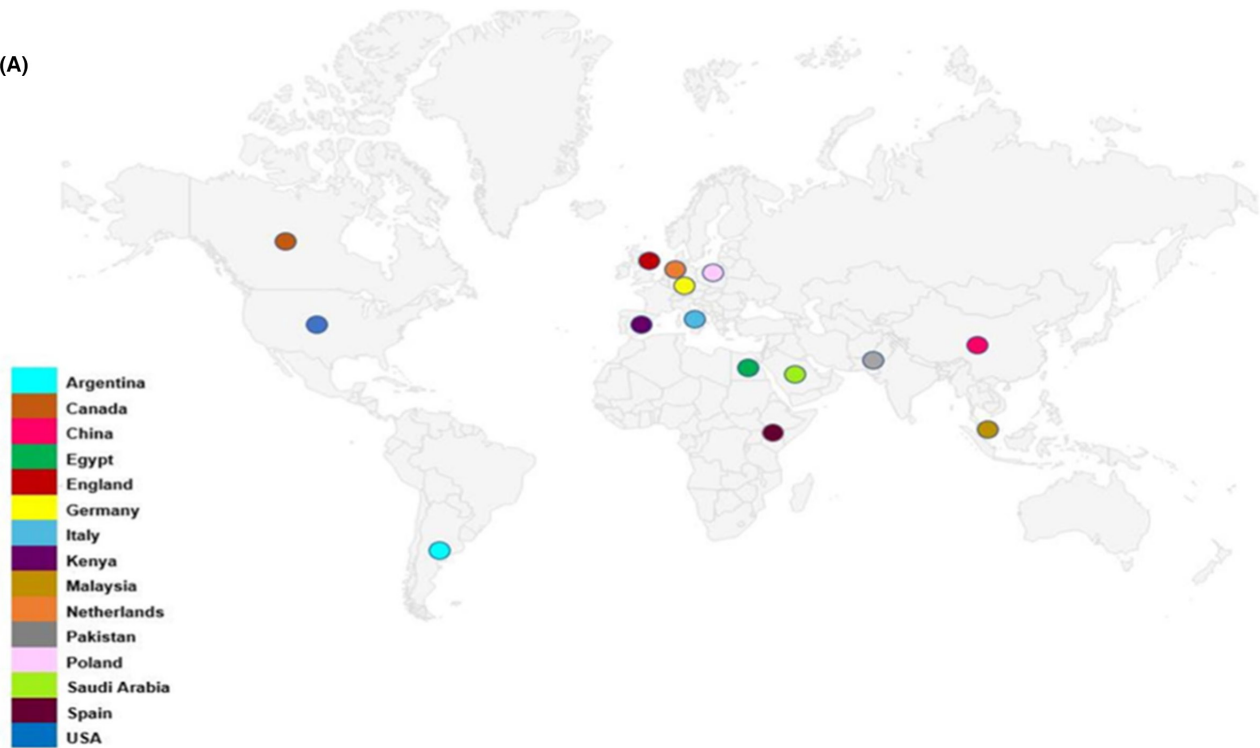 (A)
Argentina
Canada
China
Egypt
England
Germany
Italy
Kenya
Malaysia
Netherlands
Pakistan
Poland
Saudi Arabia
Spain
USA